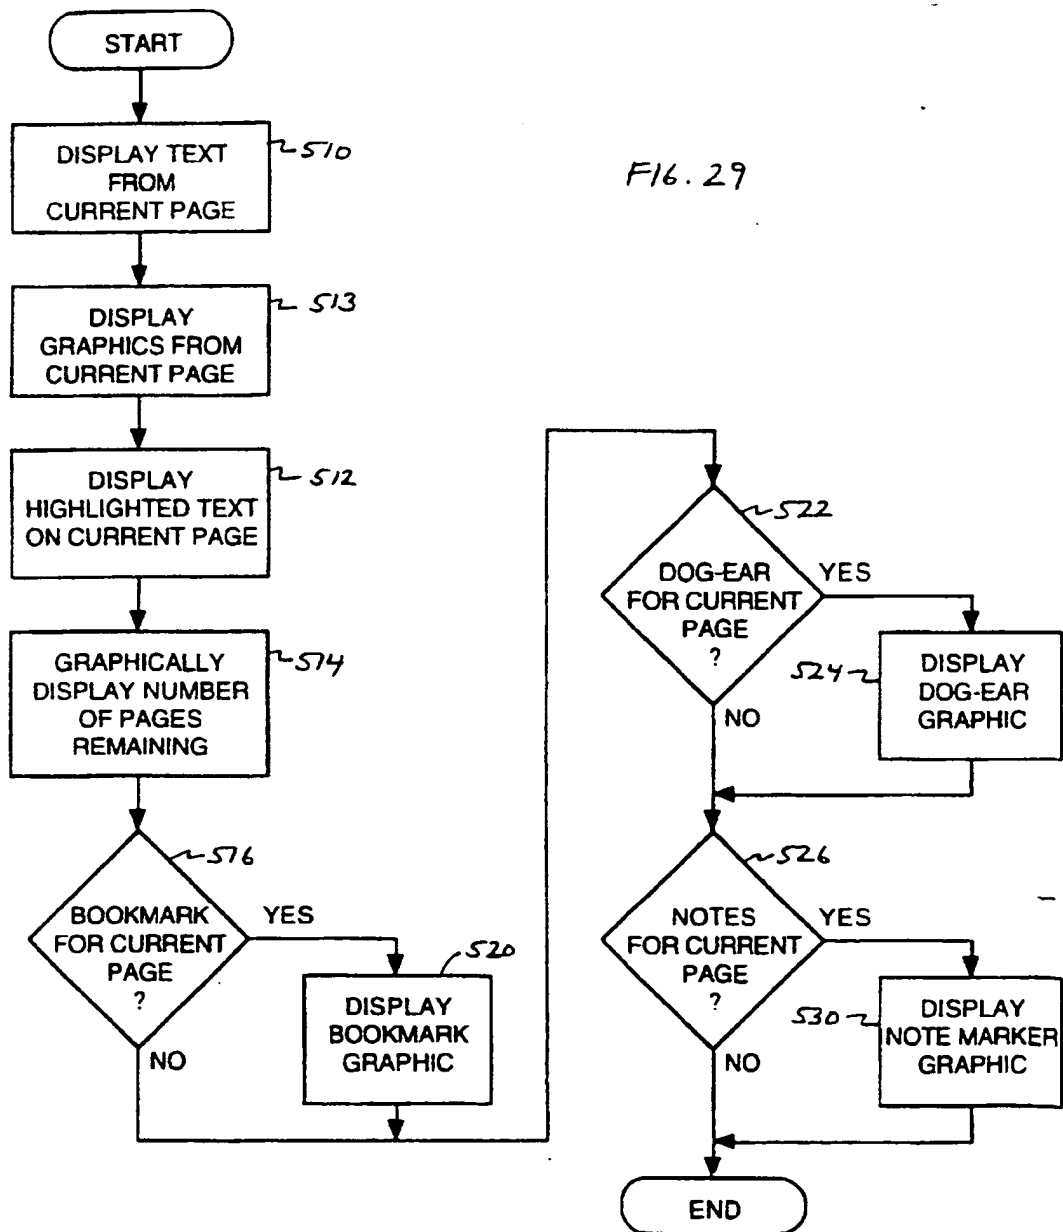 START
DISPLAY TEXT
FROM
CURRENT PAGE
510
FIG. 29
DISPLAY
GRAPHICS FROM
CURRENT PAGE
513
DISPLAY
HIGHLIGHTED TEXT
ON CURRENT PAGE
512
GRAPHICALLY
DISPLAY NUMBER
OF PAGES
REMAINING
514
BOOKMARK
FOR CURRENT
PAGE
?
516
YES
NO
520
DISPLAY
BOOKMARK
GRAPHIC
522
DOG-EAR
FOR CURRENT
PAGE
?
YES
NO
524
DISPLAY
DOG-EAR
GRAPHIC
526
NOTES
FOR CURRENT
PAGE
?
YES
NO
530
DISPLAY
NOTE MARKER
GRAPHIC
END